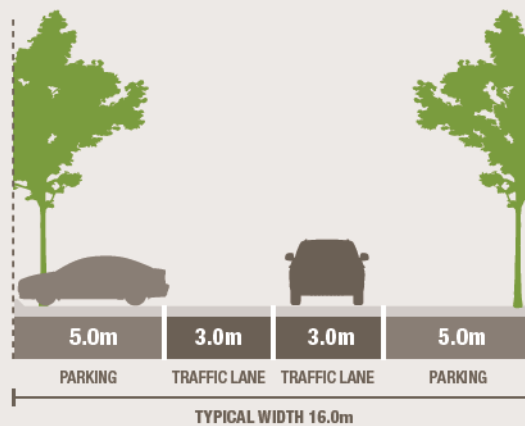 5.0m 3.0m 3.0m 5.0m
PARKING TRAFFIC LANE TRAFFIC LANE PARKING
TYPICAL WIDTH 16.0m